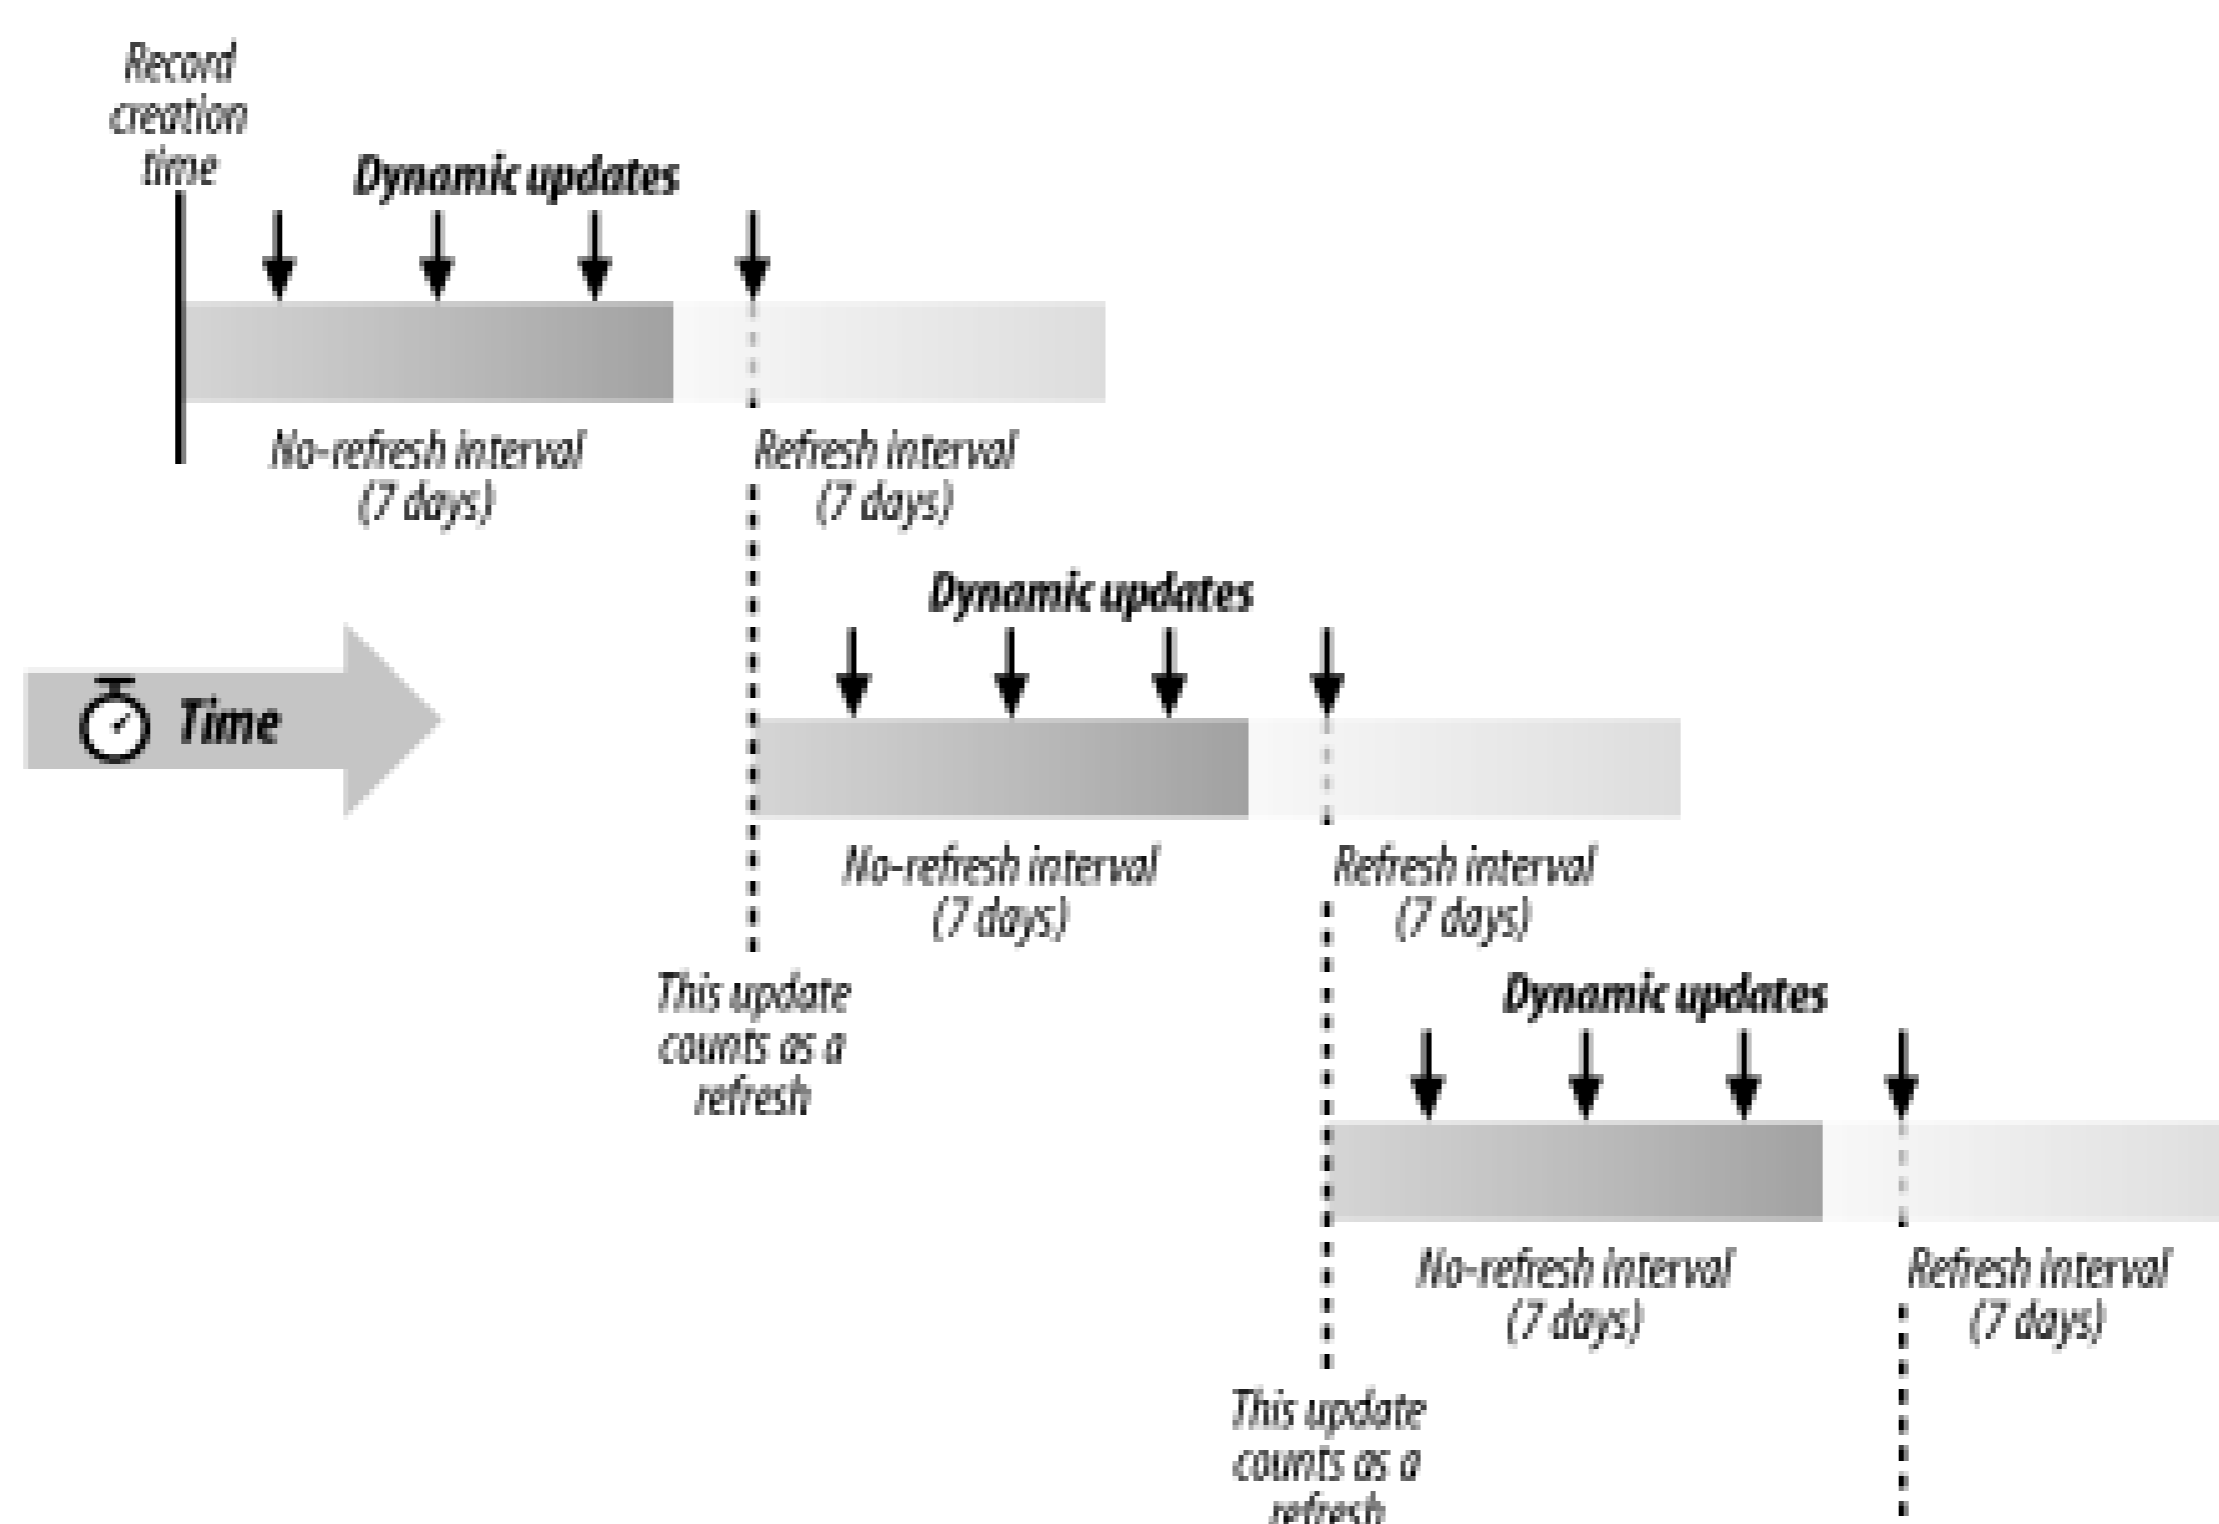 Record
creation
time
Dynamic updates
No-refresh interval
(7 days)
Refresh interval
(7 days)
Dynamic updates
Time
No-refresh interval
(7 days)
Refresh interval
(7 days)
This update
counts as a
refresh
Dynamic updates
No-refresh interval
(7 days)
Refresh interval
(7 days)
This update
counts as a
refresh